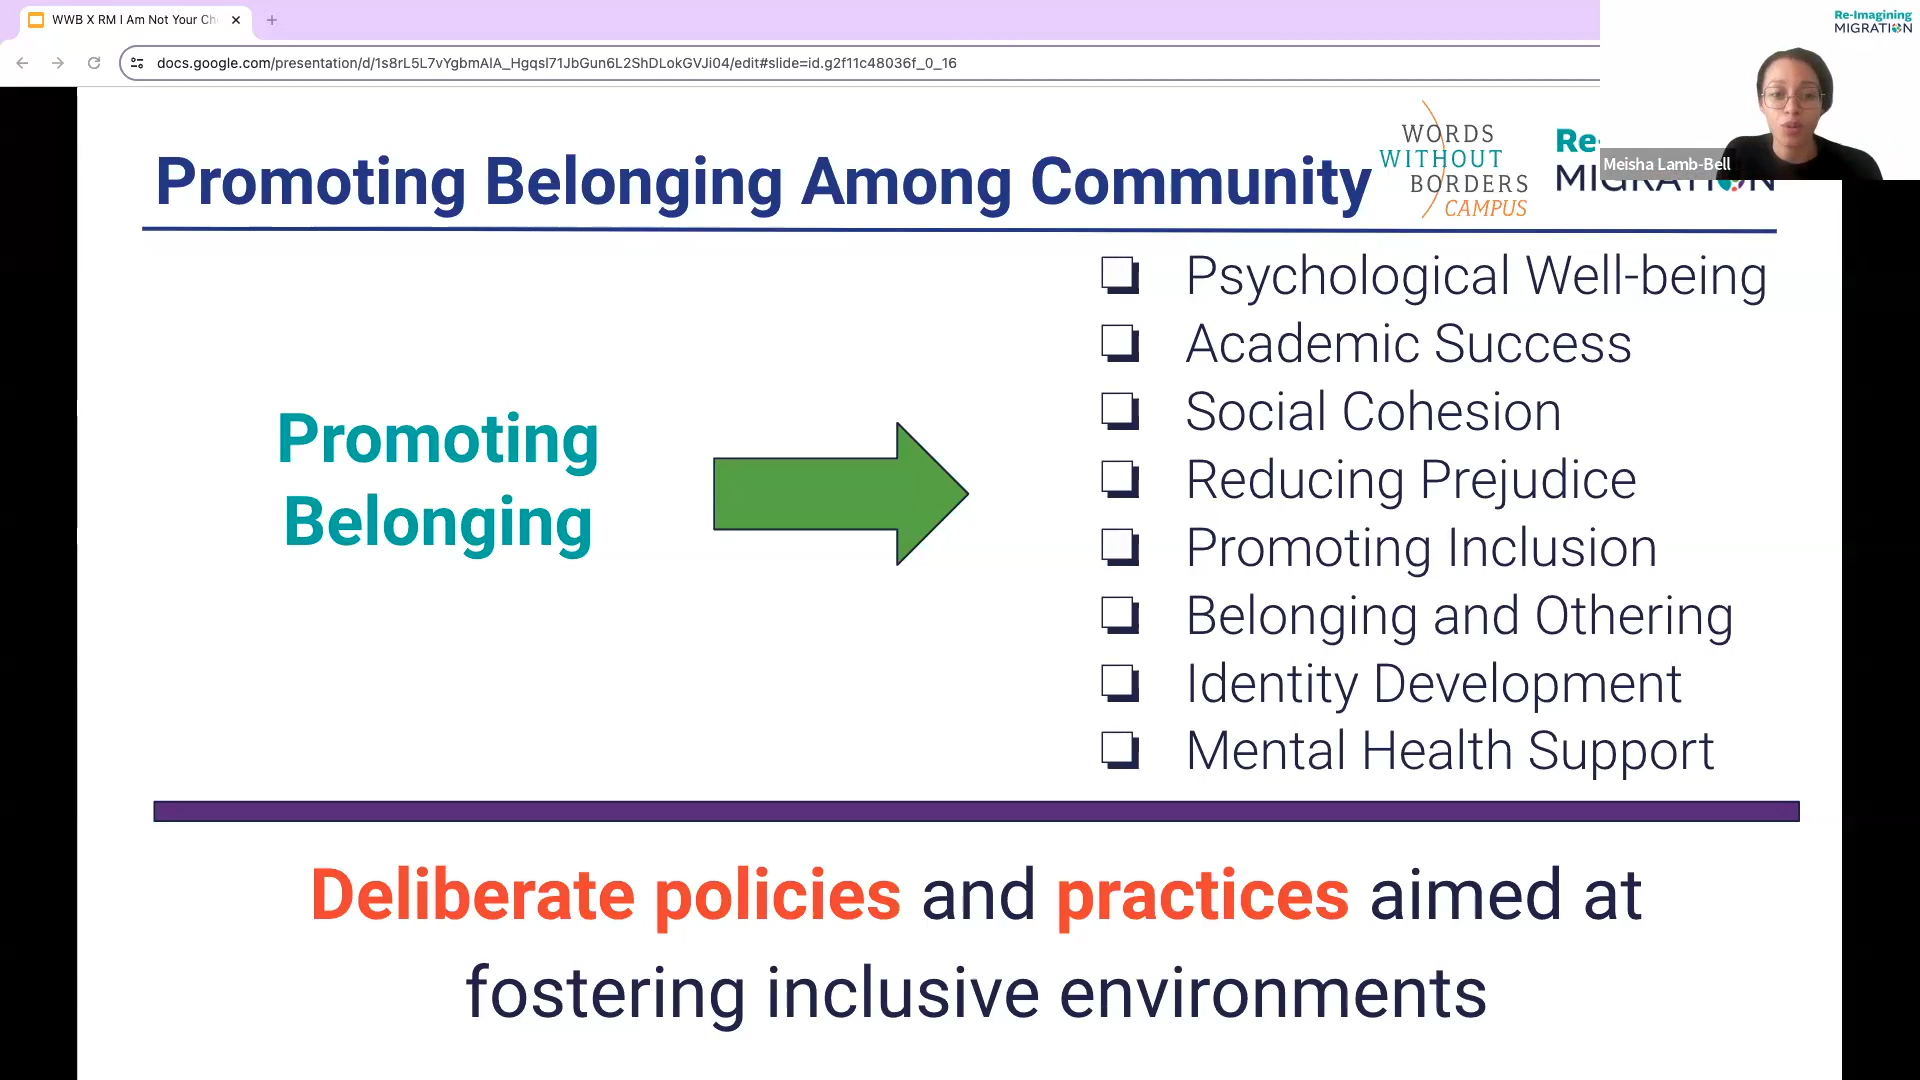 WWB X RM I Am Not Your Ch
docs.google.com/presentation/d/1s8rL5L7vYgbmAIA_HgqsI71JbGun6L2ShDLokGVJi04/edit#slide=id.g2f11c48036f_0_16
Re-Imagining
MIGRATION
Meisha Lamb-Bell
Promoting Belonging Among Community
WORDS
WITHOUT
BORDERS
CAMPUS
Re-
MIGRATION
Promoting
Belonging
❏ Psychological Well-being
❏ Academic Success
❏ Social Cohesion
❏ Reducing Prejudice
❏ Promoting Inclusion
❏ Belonging and Othering
❏ Identity Development
❏ Mental Health Support
Deliberate policies and practices aimed at
fostering inclusive environments